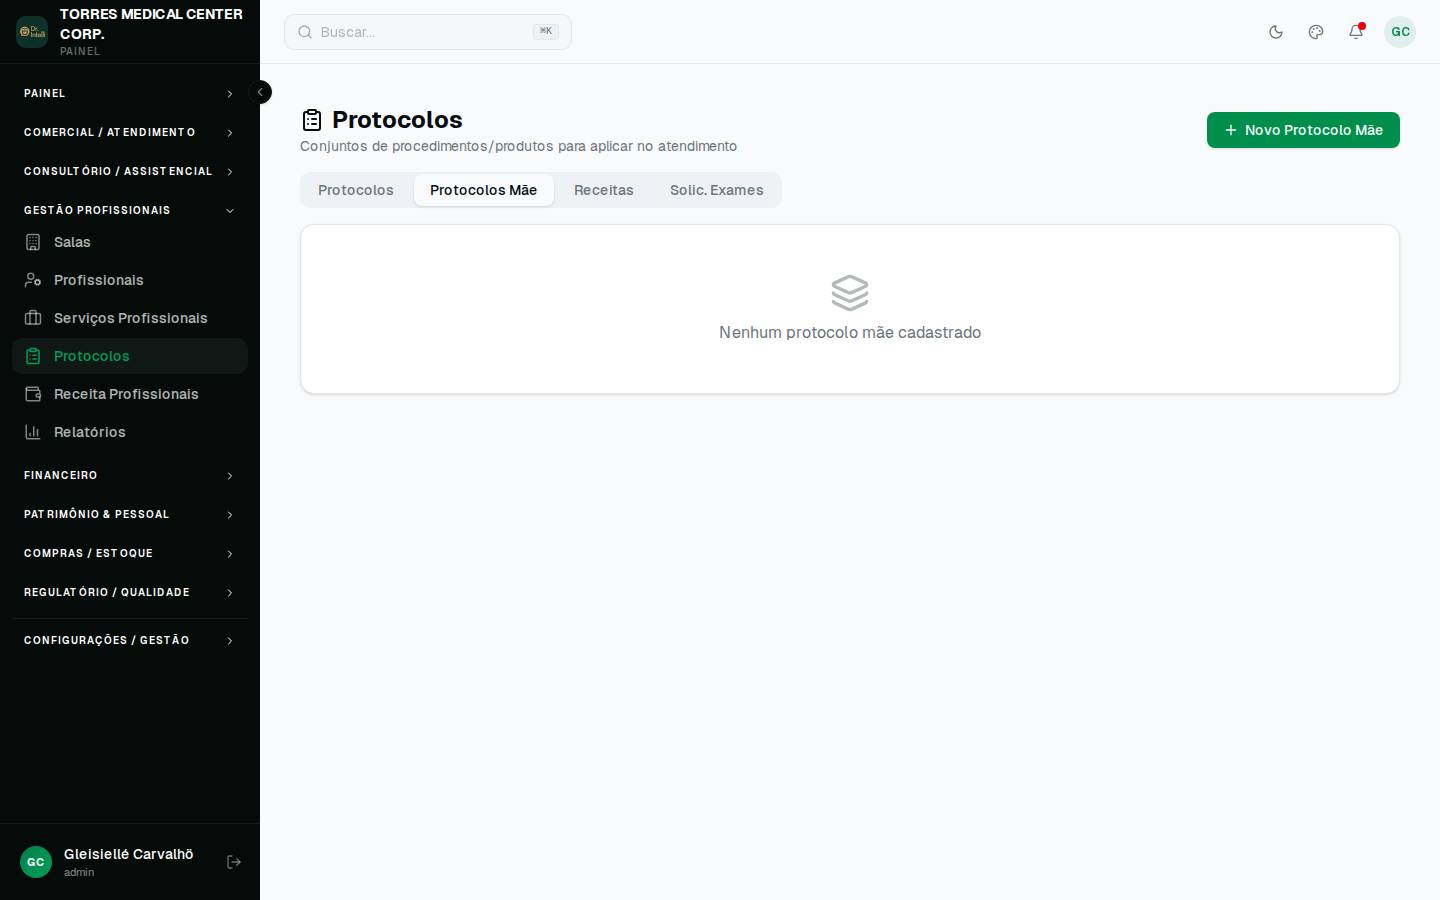 TORRES MEDICAL CENTER
CORP.
PAINEL
Buscar...
⌘K
GC
PAINEL
COMERCIAL / ATENDIMENTO
CONSULTÓRIO / ASSISTENCIAL
GESTÃO PROFISSIONAIS
Salas
Profissionais
Serviços Profissionais
Protocolos
Receita Profissionais
Relatórios
FINANCEIRO
PATRIMÔNIO & PESSOAL
COMPRAS / ESTOQUE
REGULATÓRIO / QUALIDADE
CONFIGURAÇÕES / GESTÃO
GC
Gleisiellé Carvalhö
admin
Protocolos
Conjuntos de procedimentos/produtos para aplicar no atendimento
Novo Protocolo Mãe
Protocolos
Protocolos Mãe
Receitas
Solic. Exames
Nenhum protocolo mãe cadastrado